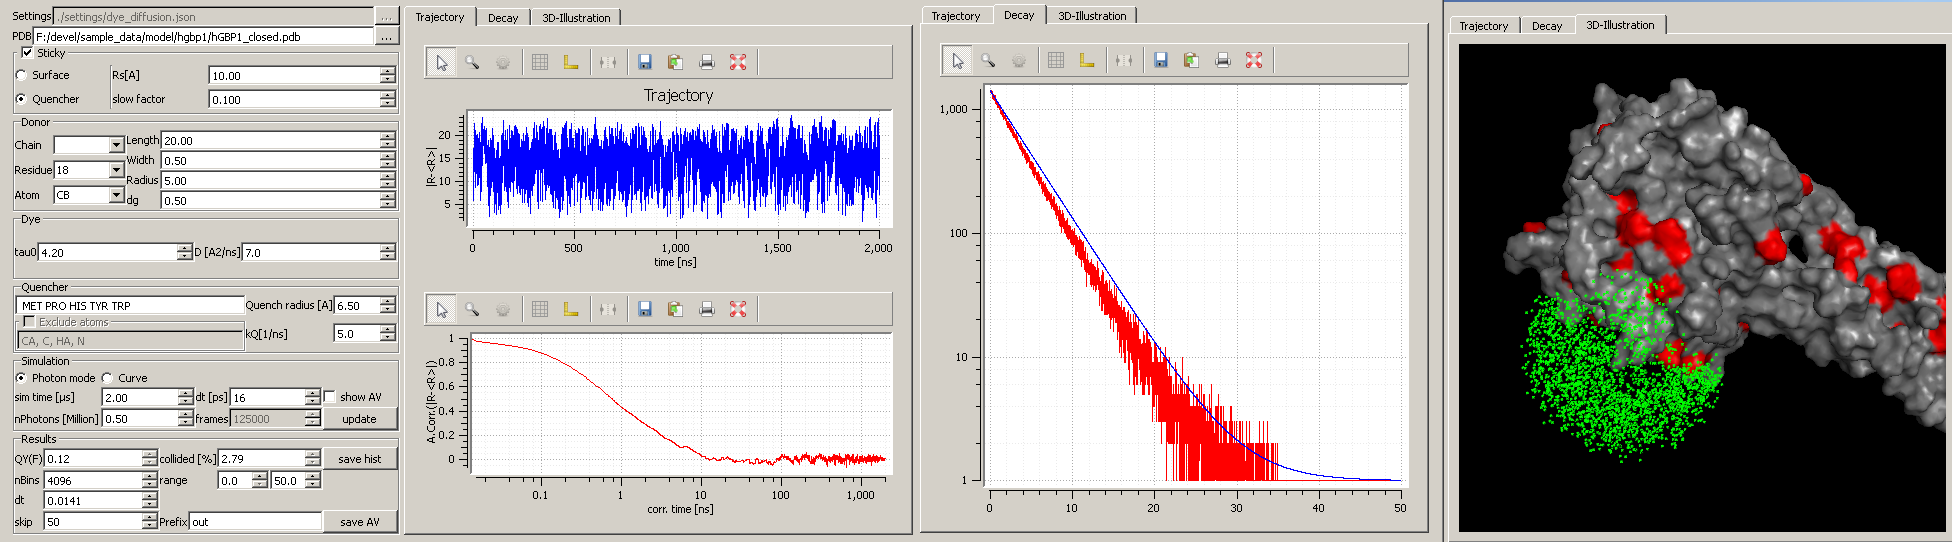 Settings ./settings/dye_diffusion.json ...
PDB F:/devel/sample_data/model/hgbp1/hGBP1_closed.pdb ...
Sticky
Surface Rs[A] 10.00
Quencher slow factor 0.100
Donor
Chain Length 20.00
Width 0.50
Residue 18 Radius 5.00
Atom CB dg 0.50
Dye
tau0 4.20 D [A2/ns] 7.0
Quencher
MET PRO HIS TYR TRP Quench radius [A] 6.50
Exclude atoms
CA, C, HA, N kQ[1/ns] 5.0
Simulation
Photon mode Curve
sim time [µs] 2.00 dt [ps] 16 show AV
nPhotons [Million] 0.50 frames 125000 update
Results
QY(F) 0.12 collided [%] 2.79 save hist
nBins 4096 range 0.0 50.0
dt 0.0141
skip 50 Prefix out save AV
Trajectory Decay 3D-Illustration
Trajectory
|R-<R>|
20
15
10
5
0 500 1,000 1,500 2,000
time [ns]
A.Corr.(|R-<R>|)
1
0.8
0.6
0.4
0.2
0
0.1 1 10 100 1,000
corr. time [ns]
Trajectory Decay 3D-Illustration
1,000
100
10
1
0 10 20 30 40 50
Trajectory Decay 3D-Illustration